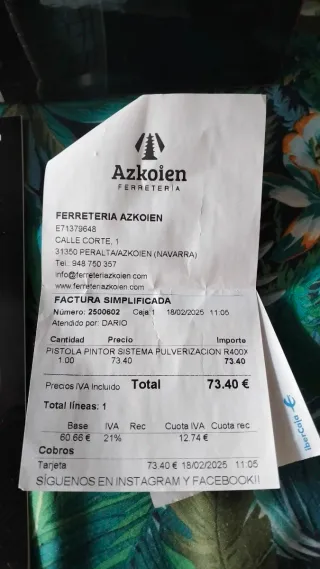 Azkoien
FERRETERÍA
FERRETERIA AZKOIEN
E71379648
CALLE CORTE, 1
31350 PERALTA/AZKOIEN (NAVARRA)
Tel.: 948 750 357
info@ferreteriaazkoien.com
www.ferreteriaazkoien.com
FACTURA SIMPLIFICADA
Número: 2500602 Caja 1 18/02/2025 11:05
Atendido por: DARIO
Cantidad Precio Importe
PISTOLA PINTOR SISTEMA PULVERIZACION R400X
1.00 73.40 73.40
Precios IVA Incluido Total 73.40 €
Total líneas: 1
Base IVA Rec Cuota IVA Cuota rec
60.66 € 21% 12.74 €
Cobros
Tarjeta 73.40 € 18/02/2025 11:05
SÍGUENOS EN INSTAGRAM Y FACEBOOK!!
iberCaja